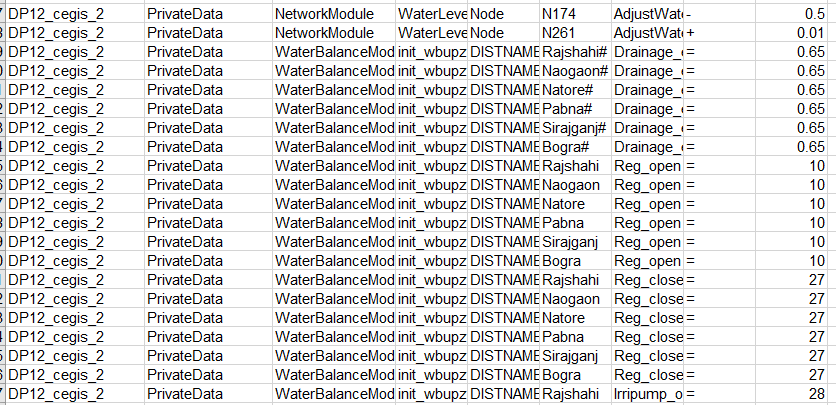 DP12_cegis_2 PrivateData NetworkModule WaterLeve Node N174 AdjustWat - 0.5
DP12_cegis_2 PrivateData NetworkModule WaterLeve Node N261 AdjustWat + 0.01
DP12_cegis_2 PrivateData WaterBalanceMod init_wbupz DISTNAME Rajshahi# Drainage_ = 0.65
DP12_cegis_2 PrivateData WaterBalanceMod init_wbupz DISTNAME Naogaon# Drainage_ = 0.65
DP12_cegis_2 PrivateData WaterBalanceMod init_wbupz DISTNAME Natore# Drainage_ = 0.65
DP12_cegis_2 PrivateData WaterBalanceMod init_wbupz DISTNAME Pabna# Drainage_ = 0.65
DP12_cegis_2 PrivateData WaterBalanceMod init_wbupz DISTNAME Sirajganj# Drainage_ = 0.65
DP12_cegis_2 PrivateData WaterBalanceMod init_wbupz DISTNAME Bogra# Drainage_ = 0.65
DP12_cegis_2 PrivateData WaterBalanceMod init_wbupz DISTNAME Rajshahi Reg_open = 10
DP12_cegis_2 PrivateData WaterBalanceMod init_wbupz DISTNAME Naogaon Reg_open = 10
DP12_cegis_2 PrivateData WaterBalanceMod init_wbupz DISTNAME Natore Reg_open = 10
DP12_cegis_2 PrivateData WaterBalanceMod init_wbupz DISTNAME Pabna Reg_open = 10
DP12_cegis_2 PrivateData WaterBalanceMod init_wbupz DISTNAME Sirajganj Reg_open = 10
DP12_cegis_2 PrivateData WaterBalanceMod init_wbupz DISTNAME Bogra Reg_open = 10
DP12_cegis_2 PrivateData WaterBalanceMod init_wbupz DISTNAME Rajshahi Reg_close = 27
DP12_cegis_2 PrivateData WaterBalanceMod init_wbupz DISTNAME Naogaon Reg_close = 27
DP12_cegis_2 PrivateData WaterBalanceMod init_wbupz DISTNAME Natore Reg_close = 27
DP12_cegis_2 PrivateData WaterBalanceMod init_wbupz DISTNAME Pabna Reg_close = 27
DP12_cegis_2 PrivateData WaterBalanceMod init_wbupz DISTNAME Sirajganj Reg_close = 27
DP12_cegis_2 PrivateData WaterBalanceMod init_wbupz DISTNAME Bogra Reg_close = 27
DP12_cegis_2 PrivateData WaterBalanceMod init_wbupz DISTNAME Rajshahi Irripump_o = 28